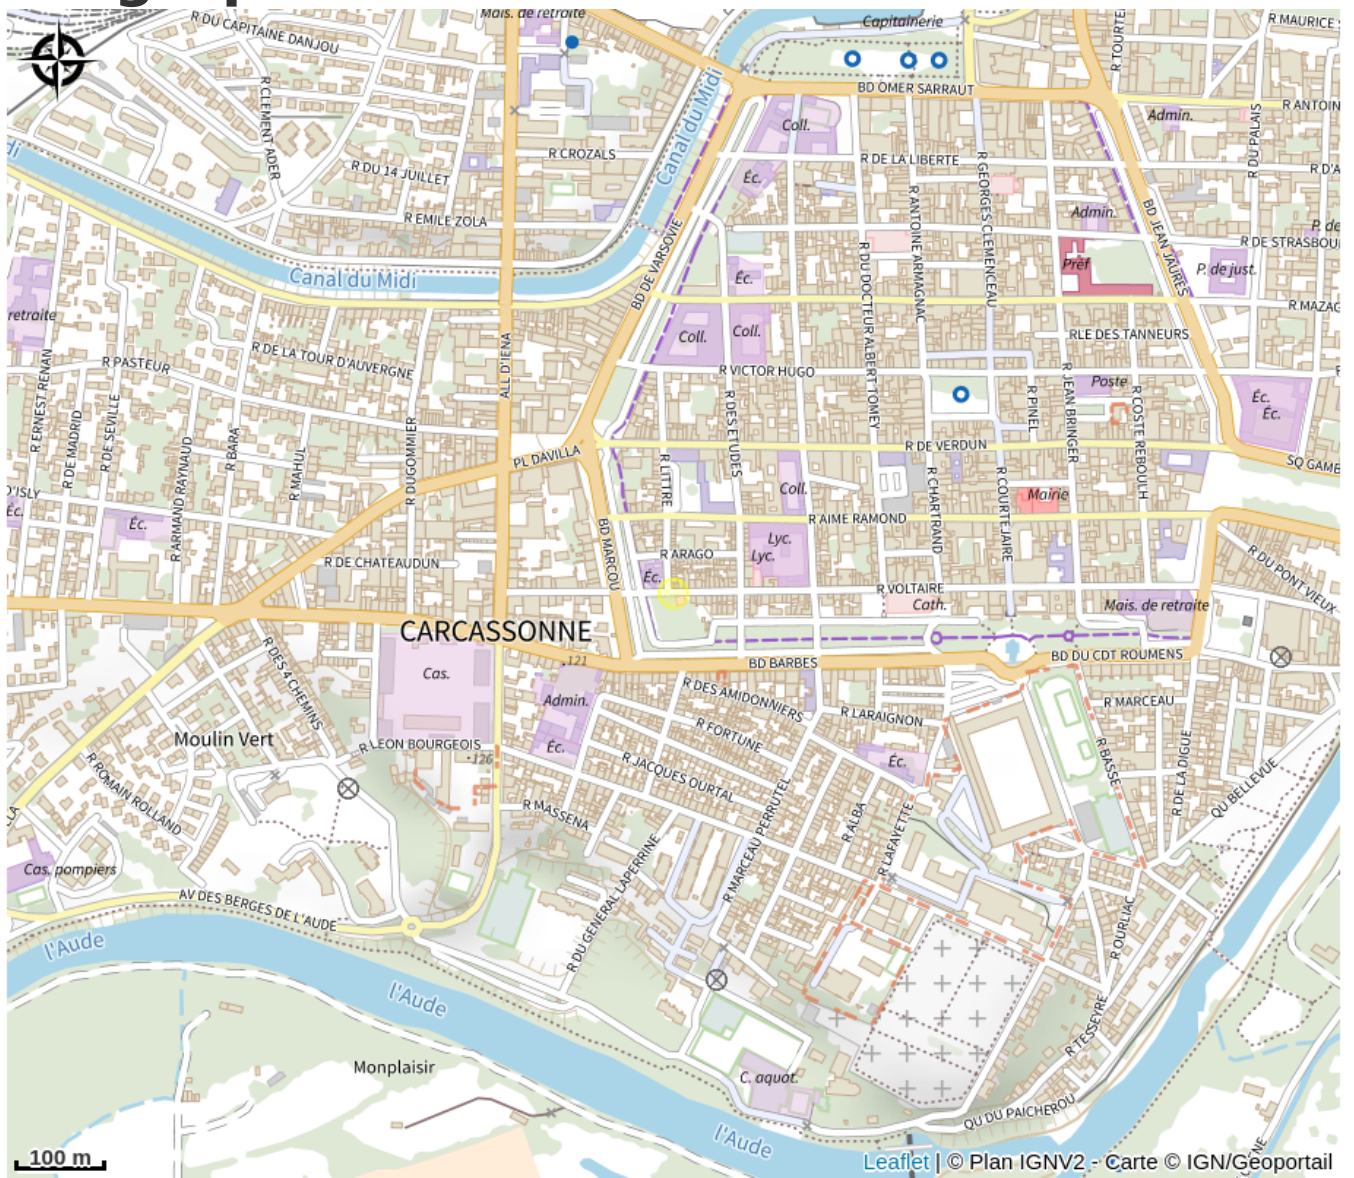 Mais. de retraite
Capitainerie
R MAURICE
R DU CAPITAINE DANJOU
R TOURTE
Canal du Midi
BD OMER SARRAUT
R CLEMENT ADER
R ANTOIN
Admin.
R DU PALAIS
Coll.
R CROZALS
R DE LA LIBERTE
R GEORGES CLEMENCEAU
R DU 14 JUILLET
R D'A
di
Éc.
R ANTOINE ARMAGNAC
Admin.
R EMILE ZOLA
BD JEAN JAURES
P. de
R DE STRASBOU
BD DE VARSOVIE
R DU DOCTEUR ALBERT TOMEY
Préf
P. de just.
Canal du Midi
Éc.
R MAZAG
retraite
Coll.
Coll.
RLE DES TANNEURS
ALL D'IENA
R DE LA TOUR D'AUVERGNE
R PASTEUR
R VICTOR HUGO
Poste
R ERNEST RENAN
R DE MADRID
R DE SEVILLE
R DES ETUDES
R PINEL
R JEAN BRINGER
R COSTE REBOULH
Éc.
Éc.
R DE VERDUN
R ARMAND RAYNAUD
R BARA
R MAHUL
R DUGOMMIER
PL DAVILLA
R LITTRE
SQ GAMB
D'ISLY
Éc.
Éc.
Coll.
R CHARTRAND
R COURTEJAIRE
Mairie
R AIME RAMOND
BD MARCOU
Lyc.
Lyc.
R ARAGO
R DU PONT VIEUX
R DE CHATEAUDUN
Éc.
R VOLTAIRE
Cath.
Mais. de retraite
CARCASSONNE
121
BD BARBES
BD DU CDT ROUMENS
R DES 4 CHEMINS
Cas.
Admin.
R DES AMIDONNIERS
R LARAIGNON
R MARCEAU
Moulin Vert
R LEON BOURGEOIS
126
Éc.
R FORTUNE
R JACQUES OURTAL
Éc.
R BASSE
R DE LA DIGUE
QU BELLEVUE
R ROMAIN ROLLAND
R MASSENA
R MARCEAU PERRUTEL
R ALBA
R LAFAYETTE
LA
Cas. pompiers
R DU GENERAL LAPERRINE
AV DES BERGES DE L'AUDE
R OURLIAC
l'Aude
l'Aude
R TESSEYRE
Monplaisir
C. aquat.
QU DU PAICHEROU
l'Aude
100 m
Leaflet | © Plan IGNV2 - Carte © IGN/Geoportail